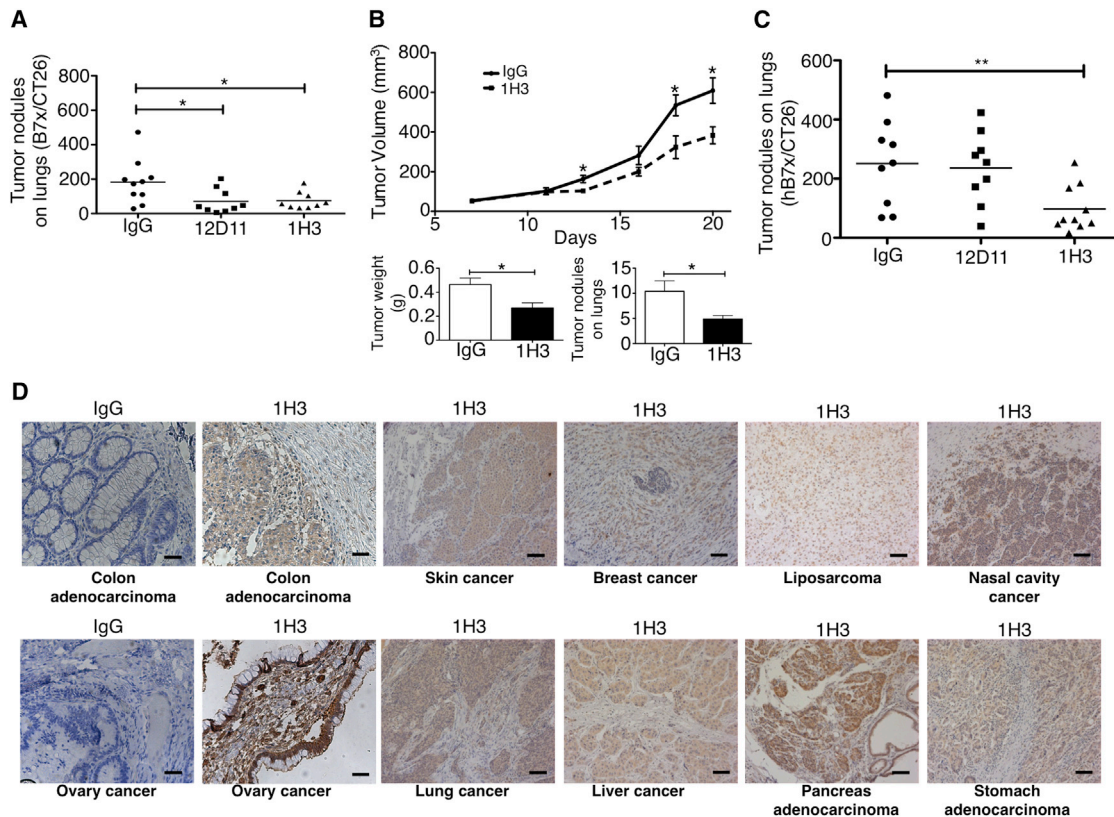 A
Tumor nodules
on lungs (B7x/CT26)
800
600
400
200
0
*
*
IgG
12D11
1H3
B
Tumor Volume (mm³)
800
600
400
200
0
IgG
1H3
*
*
*
5
10
15
20
Days
Tumor weight
(g)
0.6
0.4
0.2
0
*
IgG
1H3
Tumor nodules
on lungs
15
10
5
0
*
IgG
1H3
C
Tumor nodules on lungs
(hB7x/CT26)
600
400
200
0
**
IgG
12D11
1H3
D
IgG
1H3
1H3
1H3
1H3
1H3
Colon
adenocarcinoma
Colon
adenocarcinoma
Skin cancer
Breast cancer
Liposarcoma
Nasal cavity
cancer
IgG
1H3
1H3
1H3
1H3
1H3
Ovary cancer
Ovary cancer
Lung cancer
Liver cancer
Pancreas
adenocarcinoma
Stomach
adenocarcinoma